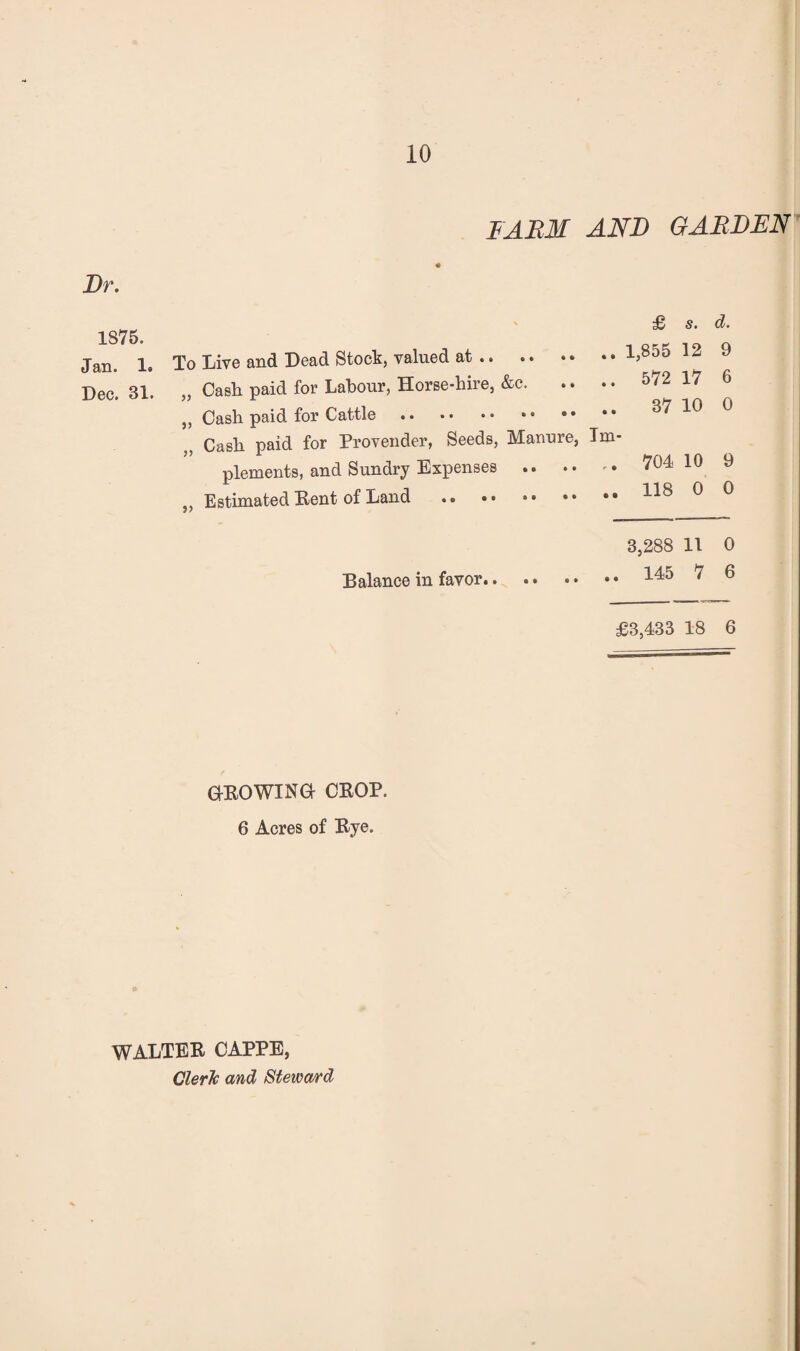 10
FARM AND GARDEN
Dr.
£ s. d.
1875.
Jan. 1. To Live and Dead Stock, valued at .. .. .. .. 1,855 12 9
Dec. 31. „ Cash paid for Labour, Horse-hire, &c. .. .. 572 17 6
„ Cash paid for Cattle .. .. .. .. .. .. 37 10 0
„ Cash paid for Provender, Seeds, Manure, Im-
plements, and Sundry Expenses .. .. .. 704 10 9
„ Estimated Rent of Land .. .. .. .. .. 118 0 0
3,288 11 0
Balance in favor.. .. .. .. 145 7 6
£3,433 18 6
GROWING CROP.
6 Acres of Rye.
WALTER CAPPE,
Clerk and Steward